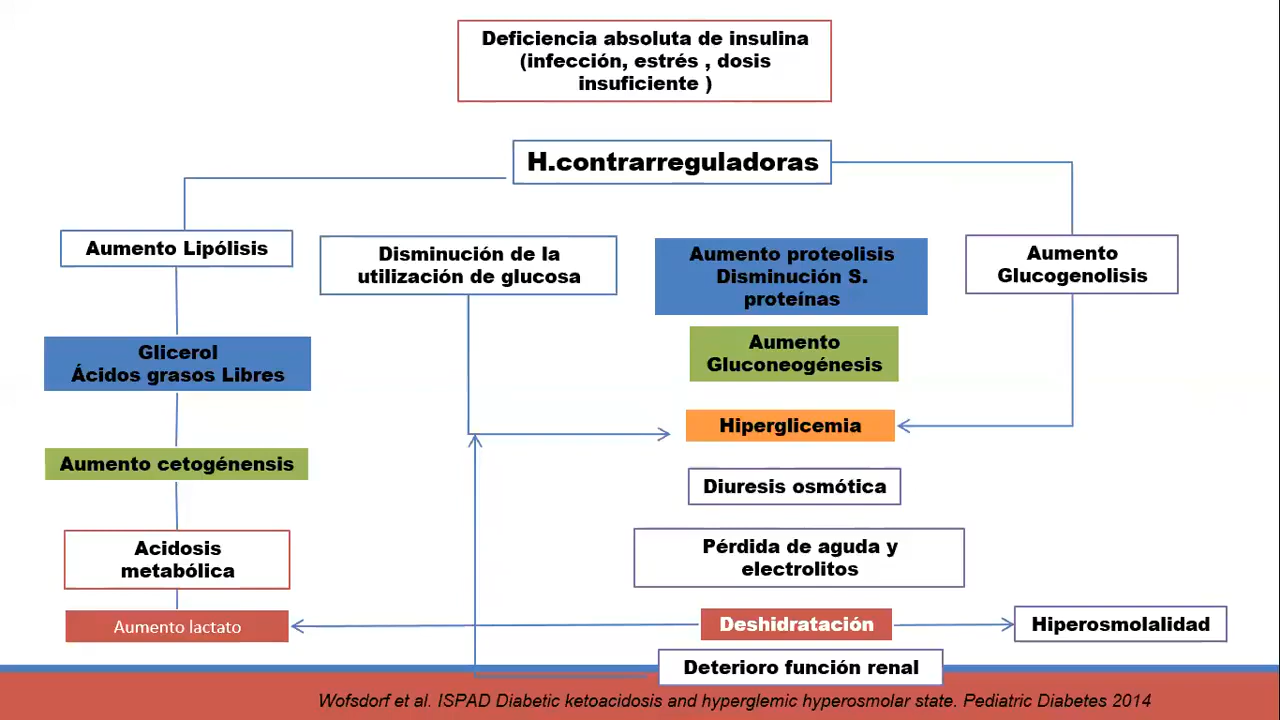 Deficiencia absoluta de insulina
(infección, estrés , dosis
insuficiente )
H.contrarreguladoras
Aumento Lipólisis
Disminución de la
utilización de glucosa
Aumento proteolisis
Disminución S.
proteínas
Aumento
Glucogenolisis
Glicerol
Ácidos grasos Libres
Aumento
Gluconeogénesis
Hiperglicemia
Aumento cetogénensis
Diuresis osmótica
Acidosis
metabólica
Pérdida de aguda y
electrolitos
Aumento lactato
Deshidratación
Hiperosmolalidad
Deterioro función renal
Wofsdorf et al. ISPAD Diabetic ketoacidosis and hyperglemic hyperosmolar state. Pediatric Diabetes 2014